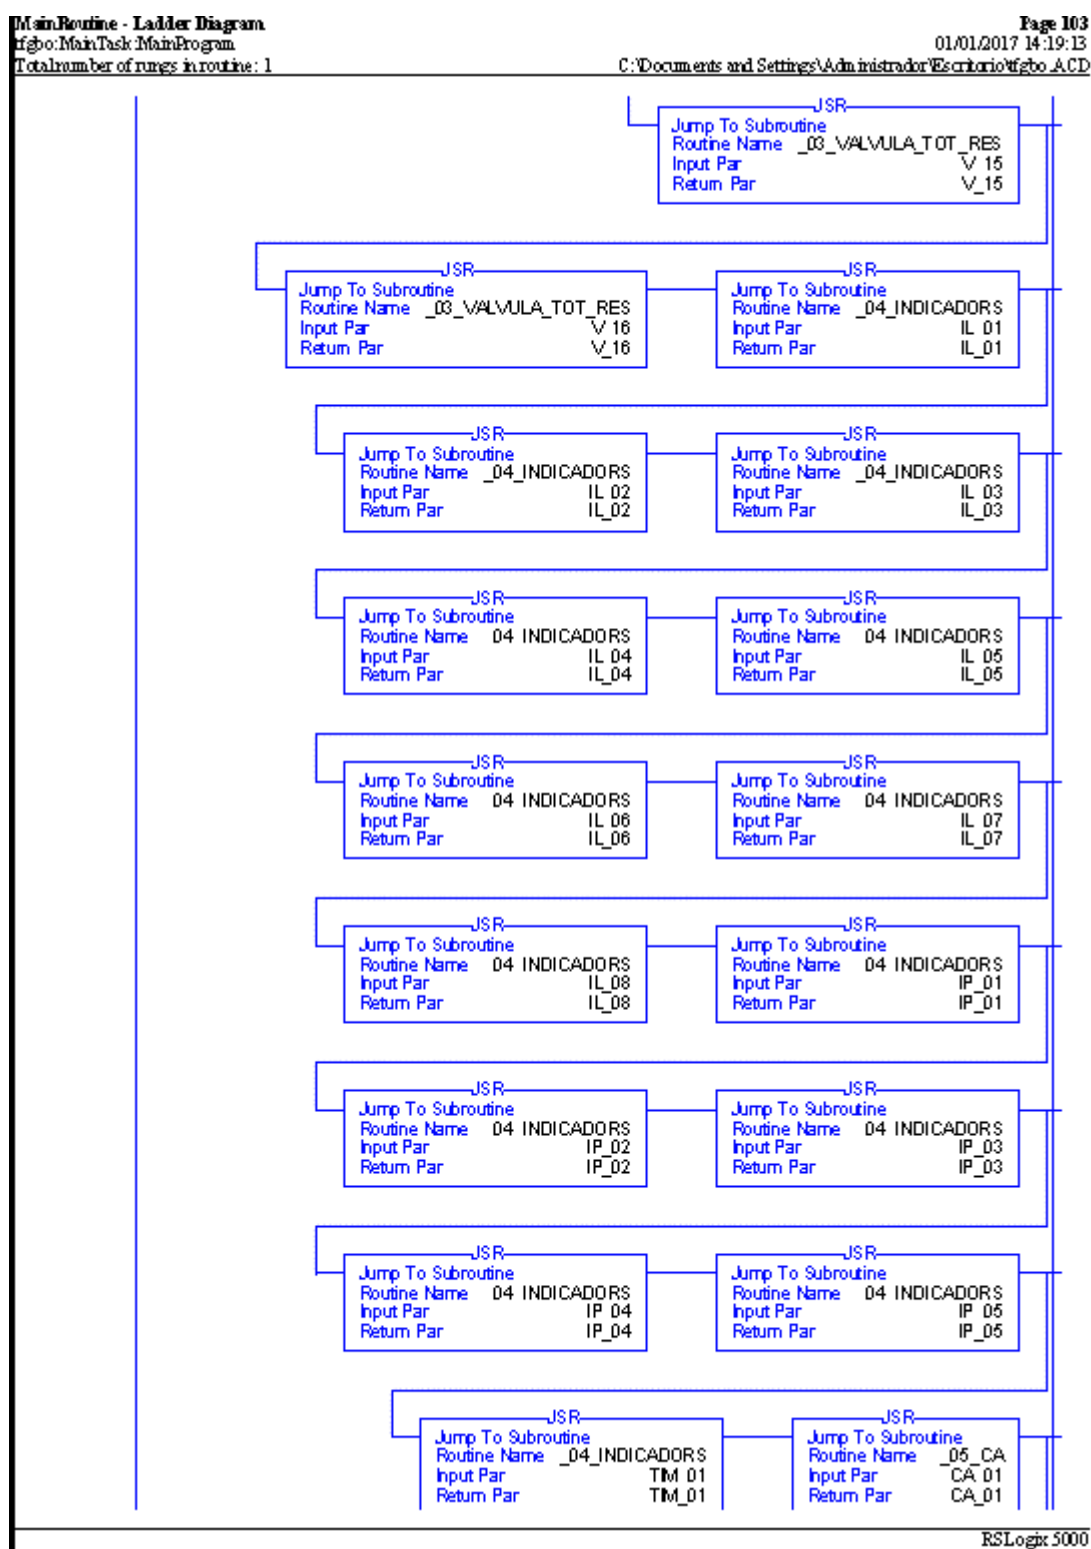 MainRoutine - Ladder Diagram Page 103
tfgbo:MainTask:MainProgram 01/01/2017 14:19:13
Total number of rungs in routine: 1 C:\Documents and Settings\Administrador\Escritorio\tfgbo.ACD
JSR
Jump To Subroutine
Routine Name _03_VALVULA_TOT_RES
Input Par V_15
Return Par V_15
JSR JSR
Jump To Subroutine Jump To Subroutine
Routine Name _03_VALVULA_TOT_RES Routine Name _04_INDICADORS
Input Par V_16 Input Par IL_01
Return Par V_16 Return Par IL_01
JSR JSR
Jump To Subroutine Jump To Subroutine
Routine Name _04_INDICADORS Routine Name _04_INDICADORS
Input Par IL_02 Input Par IL_03
Return Par IL_02 Return Par IL_03
JSR JSR
Jump To Subroutine Jump To Subroutine
Routine Name _04_INDICADORS Routine Name _04_INDICADORS
Input Par IL_04 Input Par IL_05
Return Par IL_04 Return Par IL_05
JSR JSR
Jump To Subroutine Jump To Subroutine
Routine Name _04_INDICADORS Routine Name _04_INDICADORS
Input Par IL_06 Input Par IL_07
Return Par IL_06 Return Par IL_07
JSR JSR
Jump To Subroutine Jump To Subroutine
Routine Name _04_INDICADORS Routine Name _04_INDICADORS
Input Par IL_08 Input Par IP_01
Return Par IL_08 Return Par IP_01
JSR JSR
Jump To Subroutine Jump To Subroutine
Routine Name _04_INDICADORS Routine Name _04_INDICADORS
Input Par IP_02 Input Par IP_03
Return Par IP_02 Return Par IP_03
JSR JSR
Jump To Subroutine Jump To Subroutine
Routine Name _04_INDICADORS Routine Name _04_INDICADORS
Input Par IP_04 Input Par IP_05
Return Par IP_04 Return Par IP_05
JSR JSR
Jump To Subroutine Jump To Subroutine
Routine Name _04_INDICADORS Routine Name _05_CA
Input Par TIM_01 Input Par CA_01
Return Par TIM_01 Return Par CA_01
RSLogix 5000